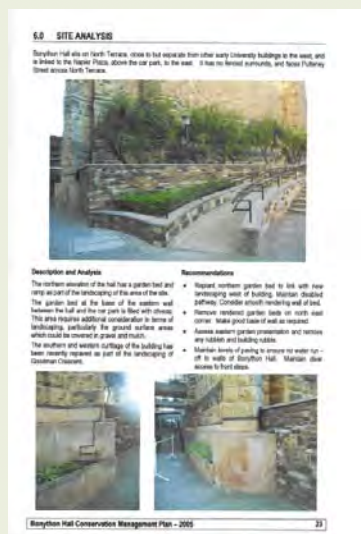 5.0 SITE ANALYSIS
Bonython Hall sits on North Terrace, close to but separate from other early University buildings to the west, and
is linked to the Napier Plaza, above the car park, to the east. It has no fenced surrounds, and faces Pulteney
Street across North Terrace.
Description and Analysis
The northern elevation of the hall has a garden bed and
ramp as part of the landscaping of this area of the site.
The garden bed at the base of the eastern wall
between the hall and the car park is filled with
This area requires additional consideration in terms of
landscaping, particularly the ground surface areas
which could be covered in gravel and mulch.
The southern and western curtilage of the building has
been recently repaved as part of the landscaping of
Goodman Crescent.
Recommendations
• Regard northern garden bed to link with new
landscaping west of building. Maintain disabled
pathway. Consider smooth rendering wall of bed.
• Remove rendered garden beds on north east
corner. Make good base of wall as required.
• Assess eastern garden presentation and remove
any rubbish and building rubble.
• Maintain levels of paving to ensure no water run –
off to walls of Bonython Hall. Maintain clear
access to front steps.
Bonython Hall Conservation Management Plan – 2005 23